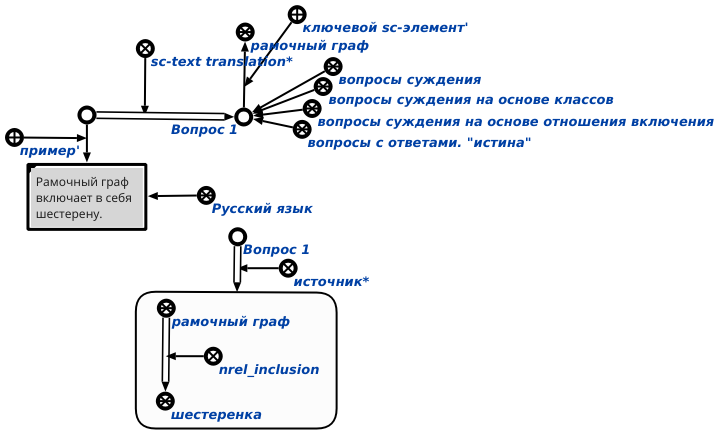 ключевой sc-элемент'
рамочный граф
sc-text translation*
вопросы суждения
вопросы суждения на основе классов
вопросы суждения на основе отношения включения
Вопрос 1
вопросы с ответами. "истина"
пример'
Рамочный граф
включает в себя
шестерену.
Русский язык
Вопрос 1
источник*
рамочный граф
nrel_inclusion
шестеренка